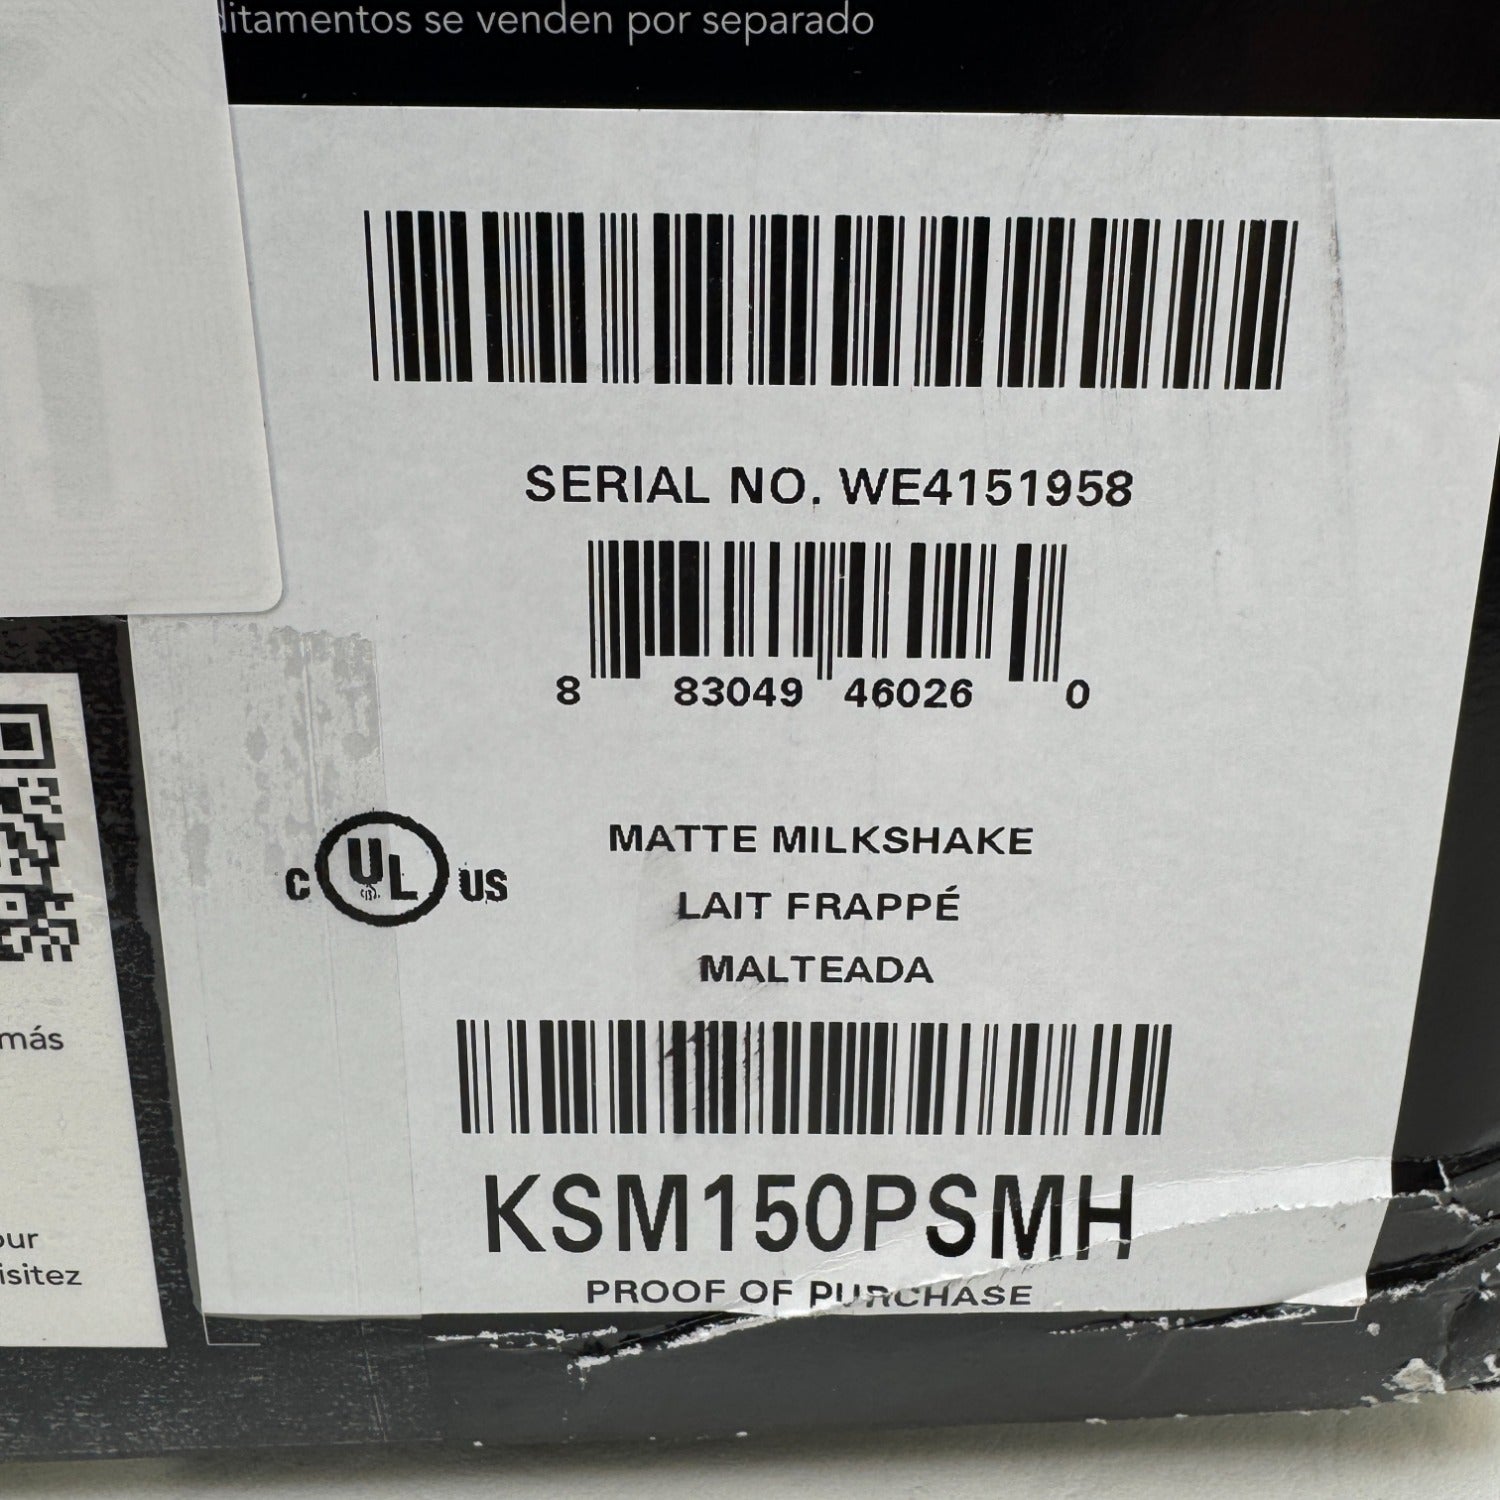 ditamentos se venden por separado
SERIAL NO. WE4151958
8 83049 46026 0
MATTE MILKSHAKE
LAIT FRAPPÉ
MALTEADA
C UL US
KSM150PSMH
PROOF OF PURCHASE
más
our
isitez